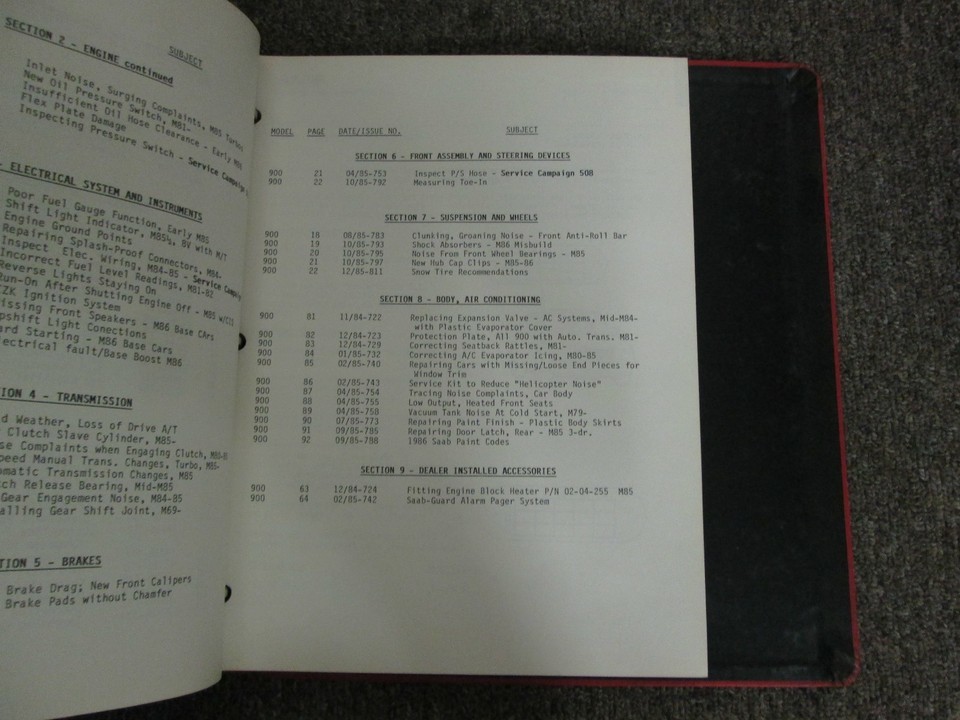 SECTION 2 - ENGINE continued
SUBJECT
Inlet Noise, Surging Complaints, M85 Turbos
New Oil Pressure Switch, M81-
Insufficient Oil Hose Clearance - Early M85
Flex Plate Damage
Inspecting Pressure Switch - Service Campaign
ELECTRICAL SYSTEM AND INSTRUMENTS
Poor Fuel Gauge Function, Early M85
Shift Light Indicator, M85½, 8V with M/T
Engine Ground Points
Repairing Splash-Proof Connectors, M84-
Inspect Elec. Wiring, M84-85 - Service Campaign
Incorrect Fuel Level Readings, M81-82
Reverse Lights Staying On
Run-On After Shutting Engine Off - M85 w/CIS
EZK Ignition System
issing Front Speakers - M86 Base CArs
pshift Light Conections
ard Starting - M86 Base Cars
lectrical fault/Base Boost M86
ION 4 - TRANSMISSION
d Weather, Loss of Drive A/T
Clutch Slave Cylinder, M85-
se Complaints when Engaging Clutch,
peed Manual Trans. Changes, Turbo, M85-
omatic Transmission Changes, M85
tch Release Bearing, Mid-M85
Gear Engagement Noise, M84-85
alling Gear Shift Joint, M69-
TION 5 - BRAKES
Brake Drag; New Front Calipers
Brake Pads without Chamfer
MODEL PAGE DATE/ISSUE NO. SUBJECT
SECTION 6 - FRONT ASSEMBLY AND STEERING DEVICES
900 21 04/85-753 Inspect P/S Hose - Service Campaign 508
900 22 10/85-792 Measuring Toe-In
SECTION 7 - SUSPENSION AND WHEELS
900 18 08/85-783 Clunking, Groaning Noise - Front Anti-Roll Bar
900 19 10/85-793 Shock Absorbers - M86 Misbuild
900 20 10/85-795 Noise From Front Wheel Bearings - M85
900 21 10/85-797 New Hub Cap Clips - M85-86
900 22 12/85-811 Snow Tire Recommendations
SECTION 8 - BODY, AIR CONDITIONING
900 81 11/84-722 Replacing Expansion Valve - AC Systems, Mid-M84-
with Plastic Evaporator Cover
900 82 12/84-723 Protection Plate, All 900 with Auto. Trans. M81-
900 83 12/84-729 Correcting Seatback Rattles, M81-
900 84 01/85-732 Correcting A/C Evaporator Icing, M80-85
900 85 02/85-740 Repairing Cars with Missing/Loose End Pieces for
Window Trim
900 86 02/85-743 Service Kit to Reduce "Helicopter Noise"
900 87 04/85-754 Tracing Noise Complaints, Car Body
900 88 04/85-755 Low Output, Heated Front Seats
900 89 04/85-758 Vacuum Tank Noise At Cold Start, M79-
900 90 07/85-773 Repairing Paint Finish - Plastic Body Skirts
900 91 09/85-785 Repairing Door Latch, Rear - M85 3-dr.
900 92 09/85-788 1986 Saab Paint Codes
SECTION 9 - DEALER INSTALLED ACCESSORIES
900 63 12/84-724 Fitting Engine Block Heater P/N 02-04-255 M85
900 64 02/85-742 Saab-Guard Alarm Pager System